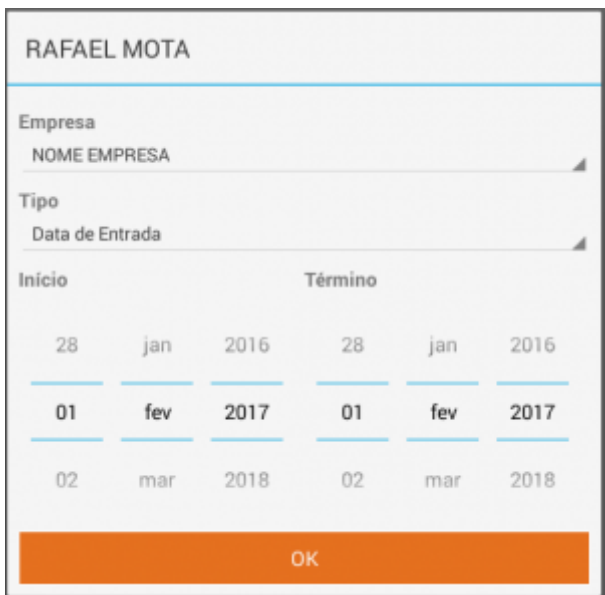 RAFAEL MOTA
Empresa
NOME EMPRESA
Tipo
Data de Entrada
Início Término
28 jan 2016 28 jan 2016
01 fev 2017 01 fev 2017
02 mar 2018 02 mar 2018
OK